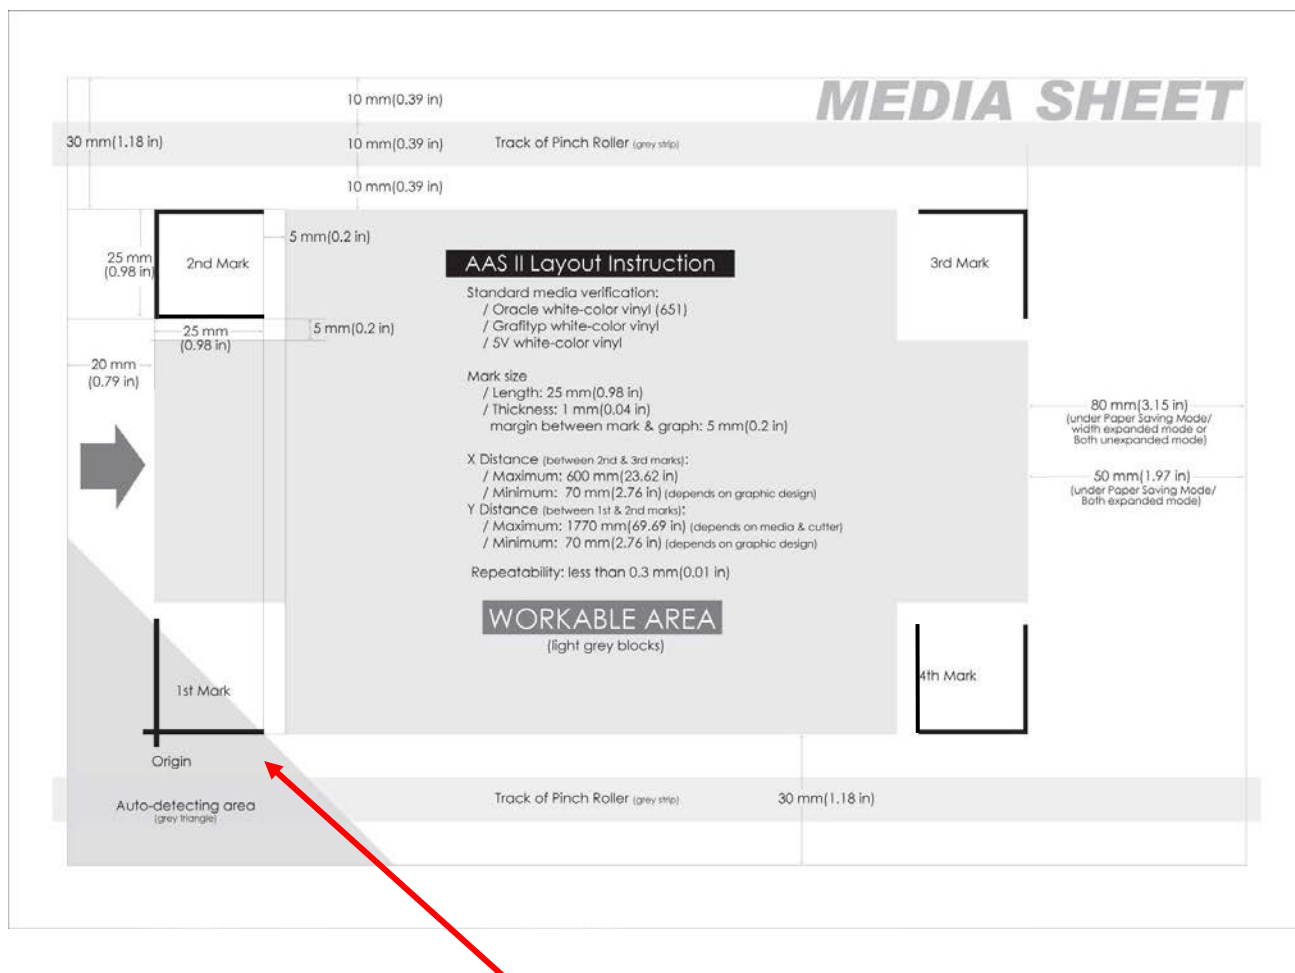 MEDIA SHEET
10 mm(0.39 in)
30 mm(1.18 in)
10 mm(0.39 in)
Track of Pinch Roller (grey strip)
10 mm(0.39 in)
5 mm(0.2 in)
25 mm
(0.98 in)
2nd Mark
AAS II Layout Instruction
3rd Mark
Standard media verification:
/ Oracle white-color vinyl (651)
/ Grafityp white-color vinyl
/ 5V white-color vinyl
25 mm
(0.98 in)
5 mm(0.2 in)
20 mm
(0.79 in)
Mark size
/ Length: 25 mm(0.98 in)
/ Thickness: 1 mm(0.04 in)
margin between mark & graph: 5 mm(0.2 in)
80 mm(3.15 in)
(under Paper Saving Mode/
width expanded mode or
Both unexpanded mode)
X Distance (between 2nd & 3rd marks):
/ Maximum: 600 mm(23.62 in)
/ Minimum: 70 mm(2.76 in) (depends on graphic design)
Y Distance (between 1st & 2nd marks):
/ Maximum: 1770 mm(69.69 in) (depends on media & cutter)
/ Minimum: 70 mm(2.76 in) (depends on graphic design)
50 mm(1.97 in)
(under Paper Saving Mode/
Both expanded mode)
Repeatability: less than 0.3 mm(0.01 in)
WORKABLE AREA
(light grey blocks)
1st Mark
4th Mark
Origin
Auto-detecting area
(grey triangle)
Track of Pinch Roller (grey strip)
30 mm(1.18 in)